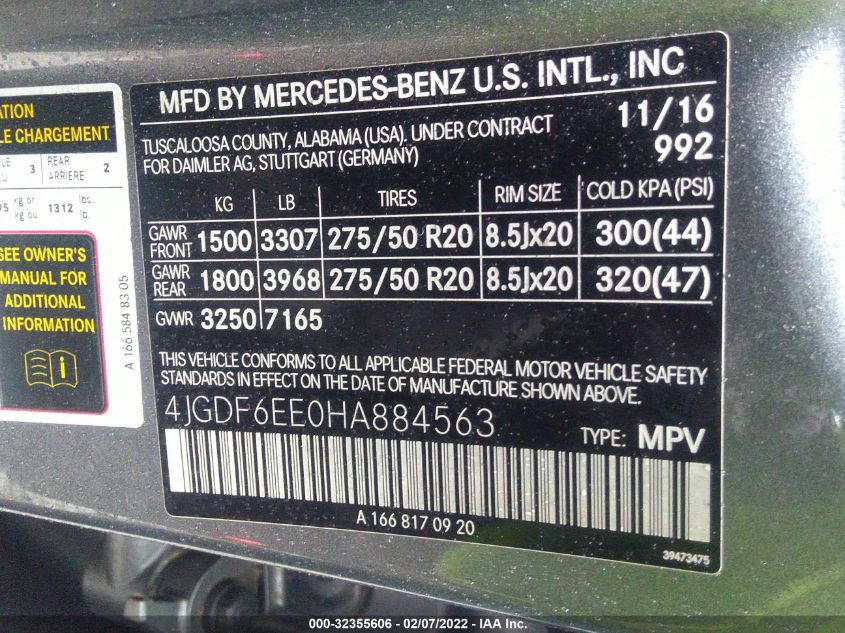 ATION
LE CHARGEMENT
3 REAR ARRIERE 2
95 kg or kg ou 1312 lbs. lb.
SEE OWNER'S
MANUAL FOR
ADDITIONAL
INFORMATION
A 166 584 83 05
MFD BY MERCEDES-BENZ U.S. INTL., INC
TUSCALOOSA COUNTY, ALABAMA (USA). UNDER CONTRACT
FOR DAIMLER AG, STUTTGART (GERMANY)
11/16
992
KG LB TIRES RIM SIZE COLD KPA (PSI)
GAWR FRONT 1500 3307 275/50 R20 8.5Jx20 300(44)
GAWR REAR 1800 3968 275/50 R20 8.5Jx20 320(47)
GVWR 3250 7165
THIS VEHICLE CONFORMS TO ALL APPLICABLE FEDERAL MOTOR VEHICLE SAFETY
STANDARDS IN EFFECT ON THE DATE OF MANUFACTURE SHOWN ABOVE.
4JGDF6EE0HA884563
TYPE: MPV
A 166 817 09 20
39473475
000-32355606 - 02/07/2022 - IAA Inc.